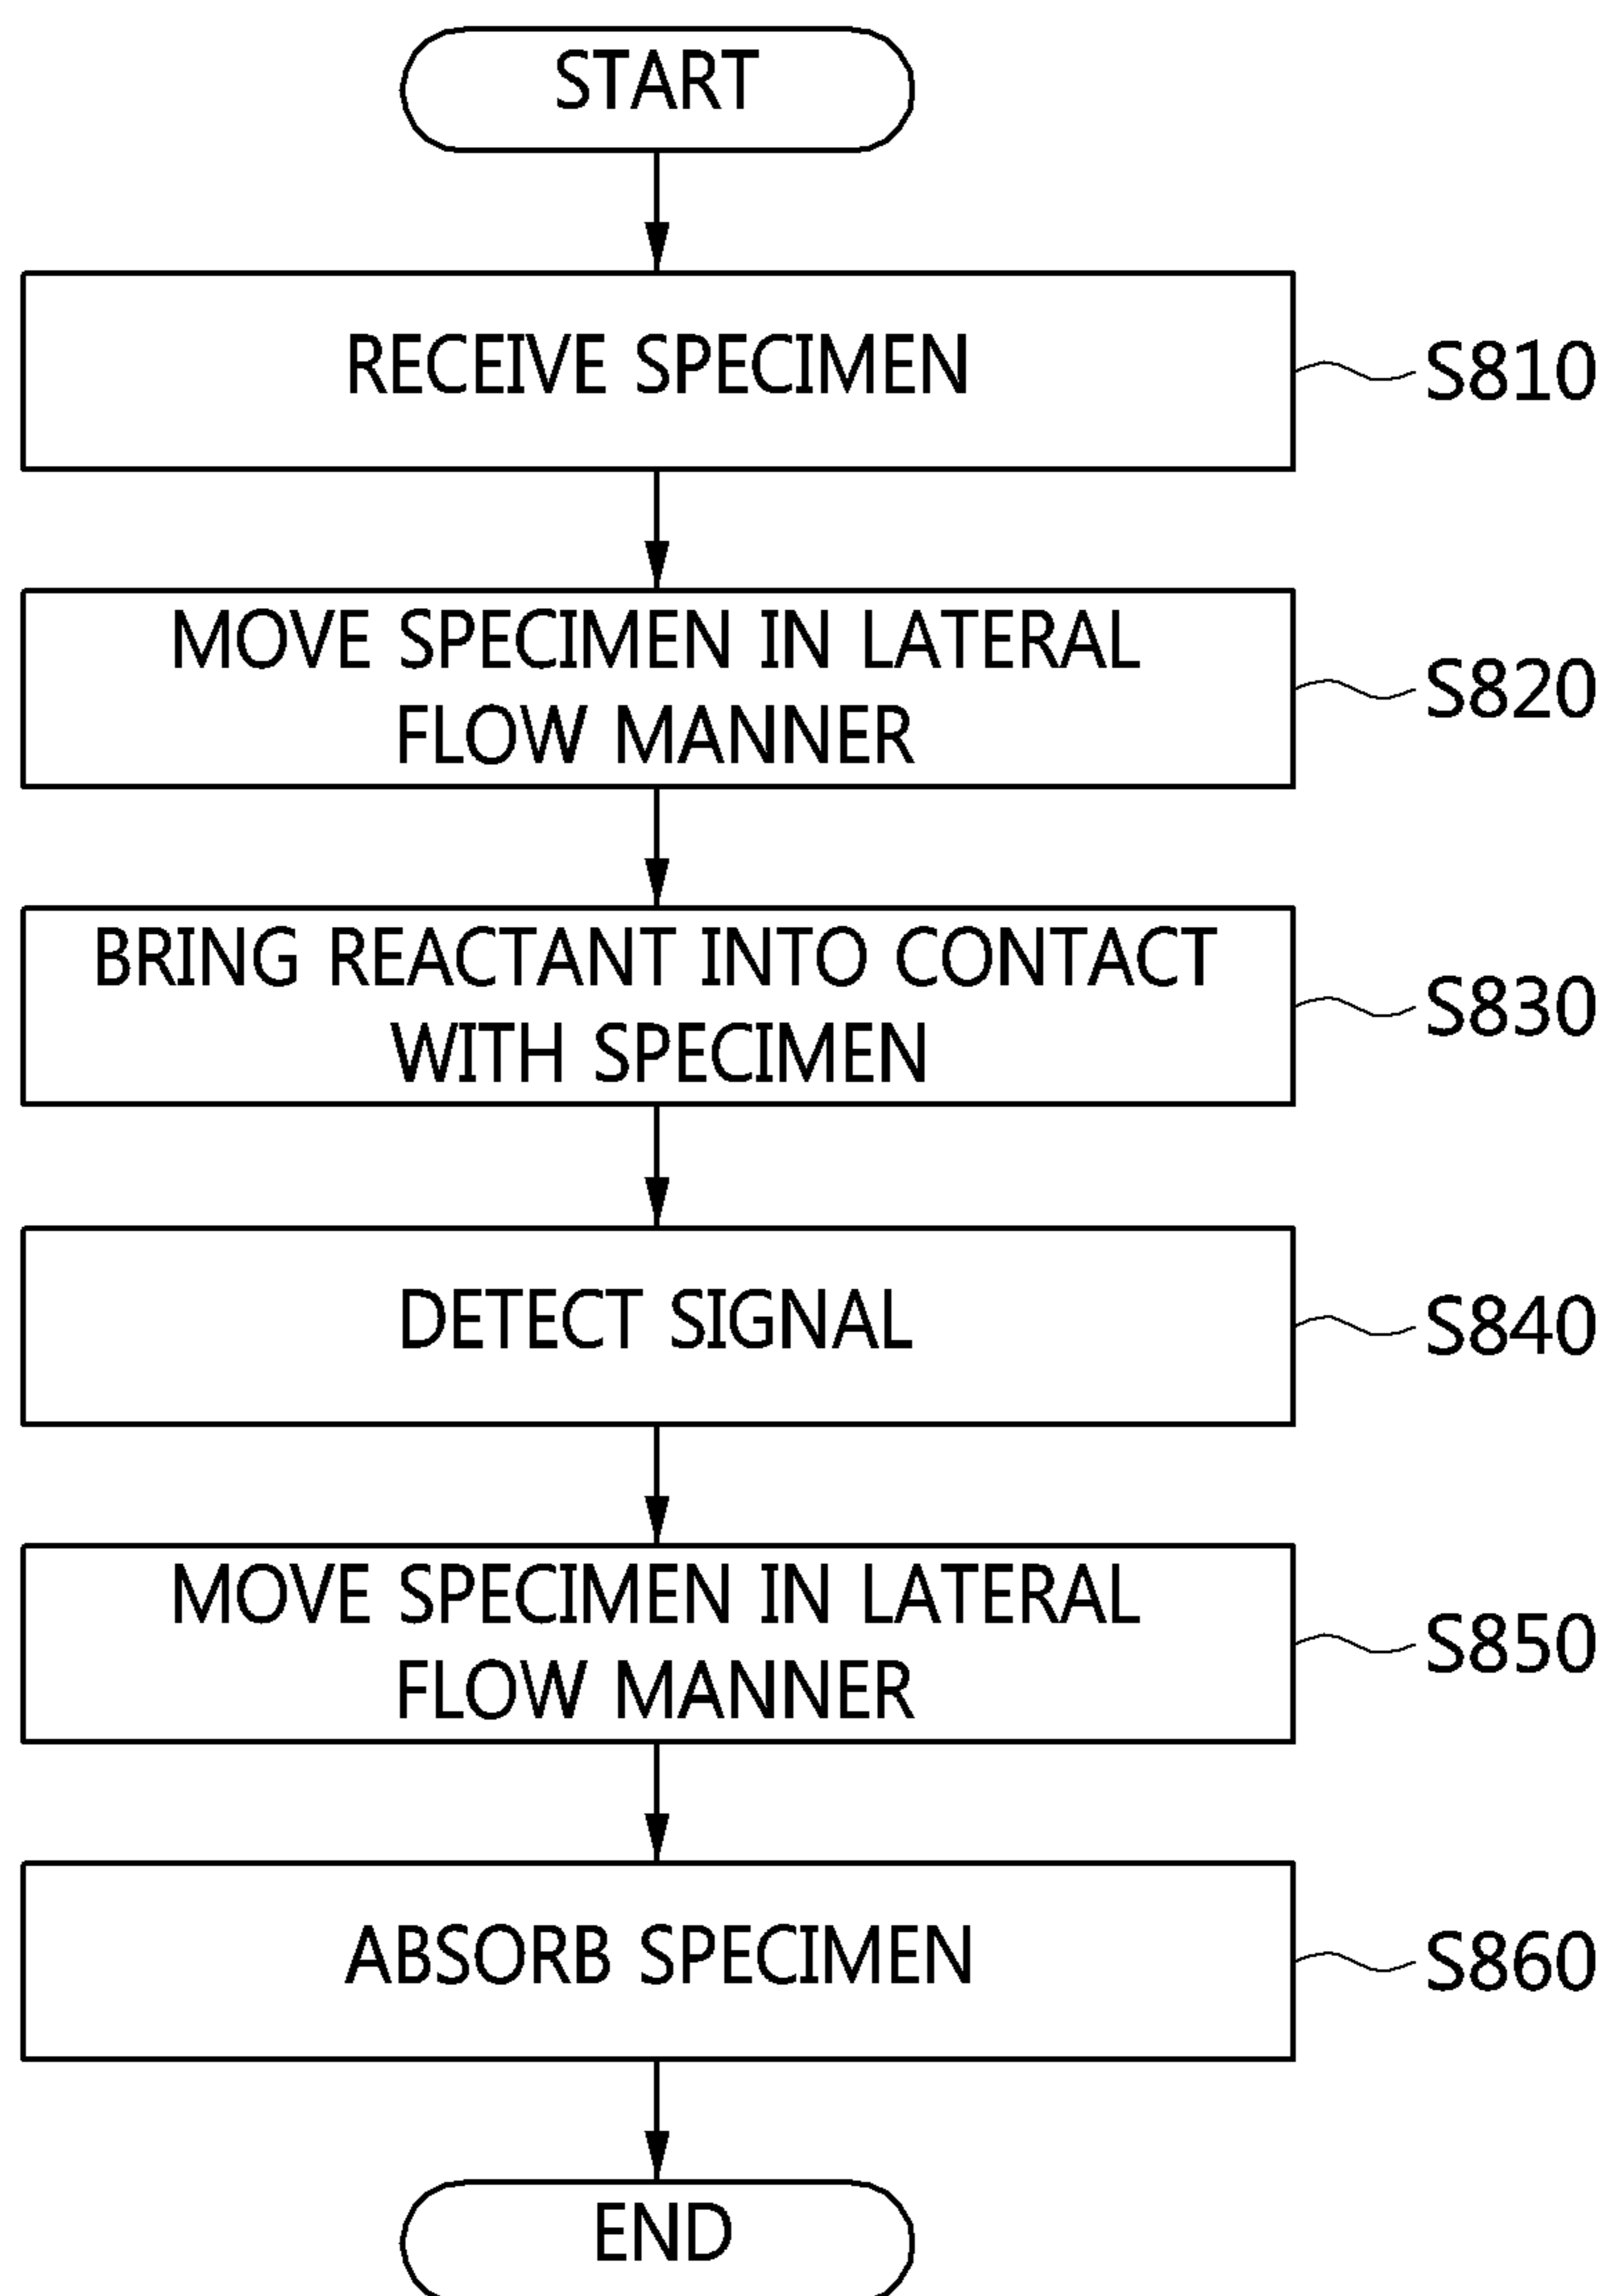 START
RECEIVE SPECIMEN
S810
MOVE SPECIMEN IN LATERAL
FLOW MANNER
S820
BRING REACTANT INTO CONTACT
WITH SPECIMEN
S830
DETECT SIGNAL
S840
MOVE SPECIMEN IN LATERAL
FLOW MANNER
S850
ABSORB SPECIMEN
S860
END